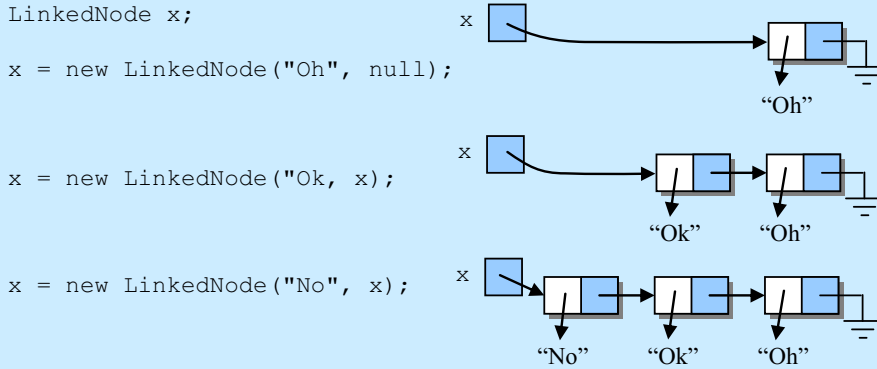 LinkedNode x;
x
x = new LinkedNode("Oh", null);
“Oh”
x
x = new LinkedNode("Ok, x);
“Ok” “Oh”
x
x = new LinkedNode("No", x);
“No” “Ok” “Oh”